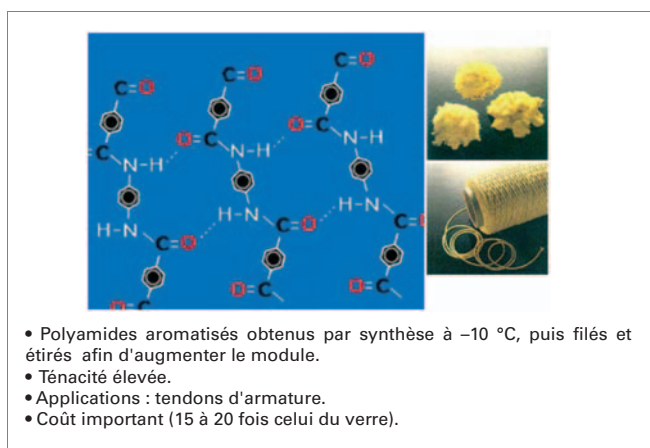 C=O C=O C=O
O=C O=C O=C
N-H N-H N-H
H-N H-N H-N
C=O C=O C
O=C O=C O=C
• Polyamides aromatisés obtenus par synthèse à –10 °C, puis filés et
étirés afin d'augmenter le module.
• Ténacité élevée.
• Applications : tendons d'armature.
• Coût important (15 à 20 fois celui du verre).